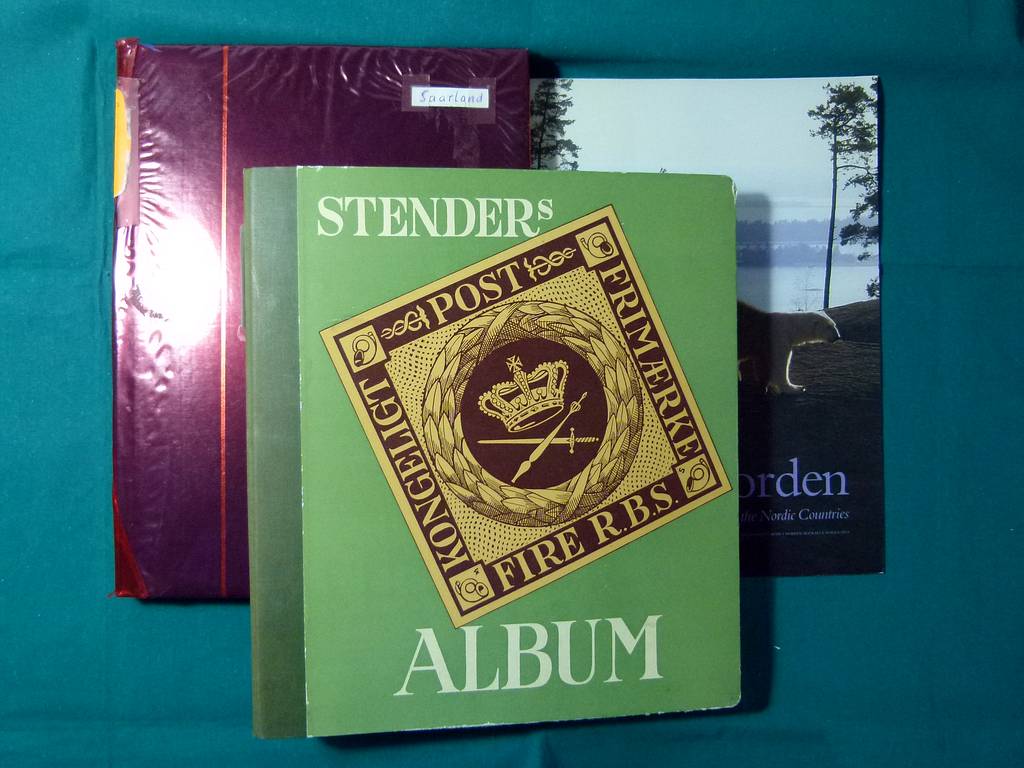 Saarland
STENDERS
KONGELIGT
POST
FRIMÆRKE
FIRE R.B.S.
ALBUM
orden
the Nordic Countries